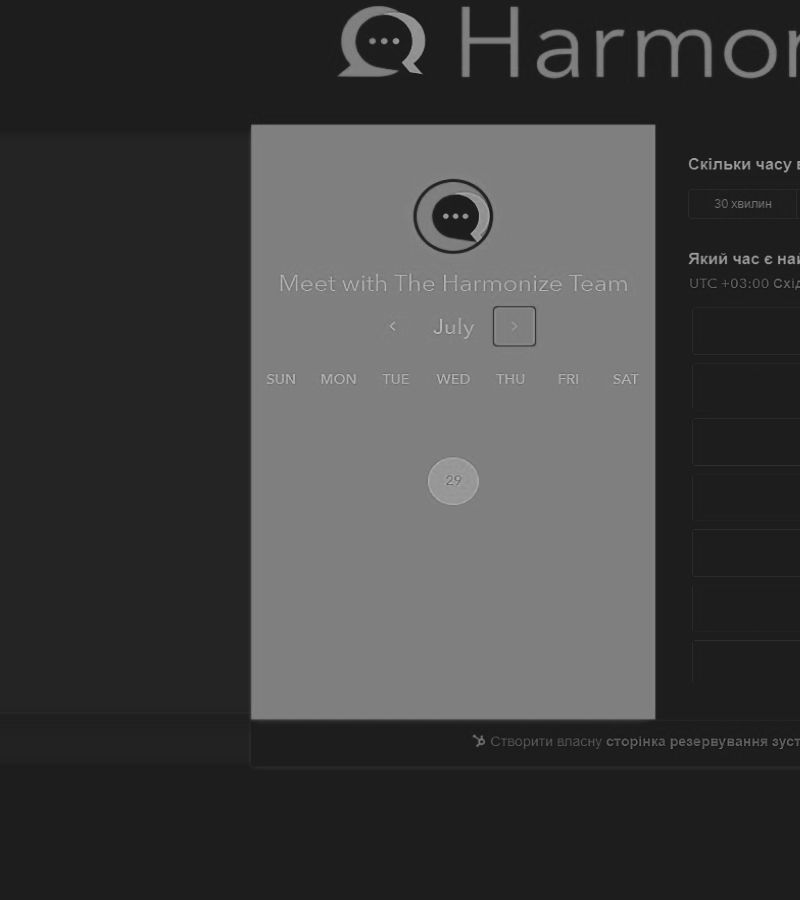 Harmon
Meet with The Harmonize Team
July
SUN MON TUE WED THU FRI SAT
29
Скільки часу в
30 хвилин
Який час є на
UTC +03:00 Схід
Створити власну сторінка резервування зуст